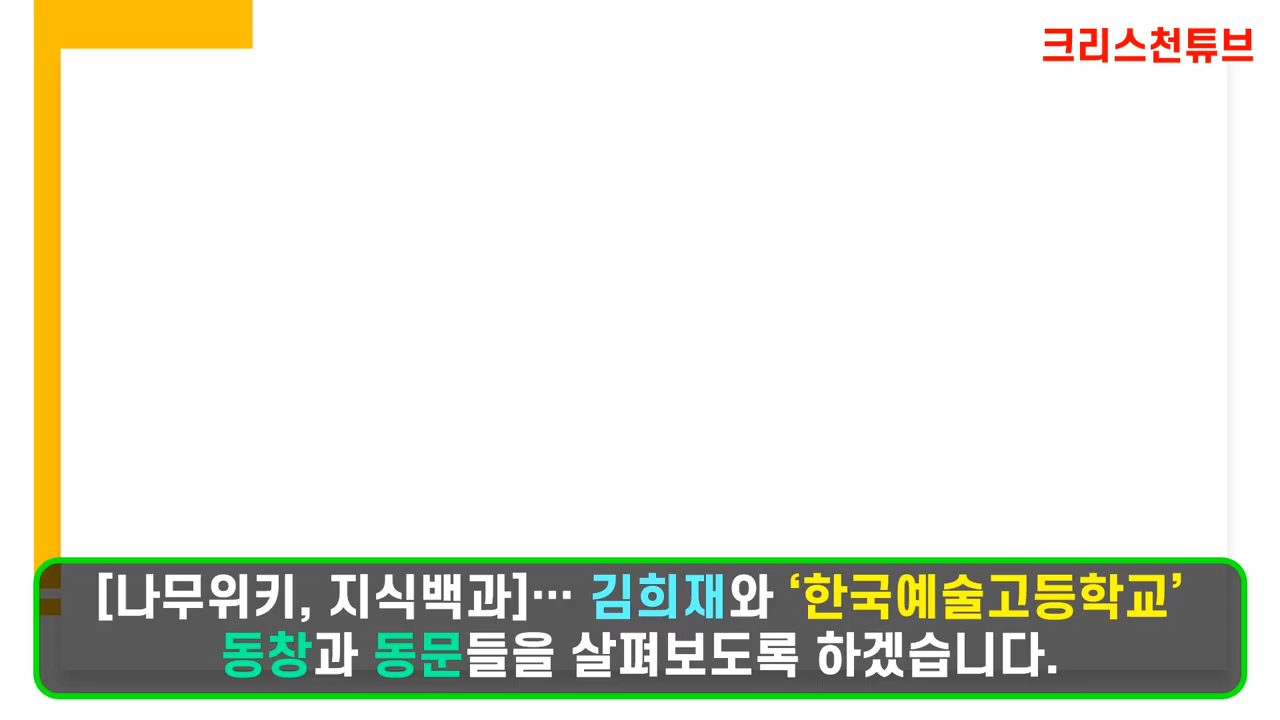 크리스천튜브
[나무위키, 지식백과]… 김희재와 ‘한국예술고등학교’
동창과 동문들을 살펴보도록 하겠습니다.